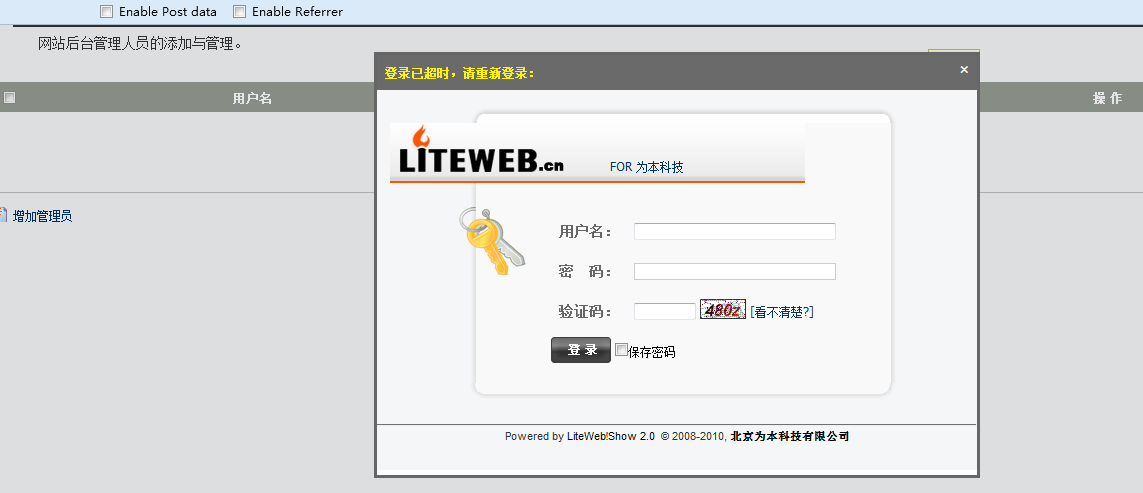 Enable Post data Enable Referrer
网站后台管理人员的添加与管理。
登录已超时，请重新登录： ×
用户名 操 作
LITEWEB.cn FOR 为本科技
增加管理员
用户名：
密 码：
验证码： 480z [看不清楚?]
登 录 保存密码
Powered by LiteWeb!Show 2.0 © 2008-2010, 北京为本科技有限公司